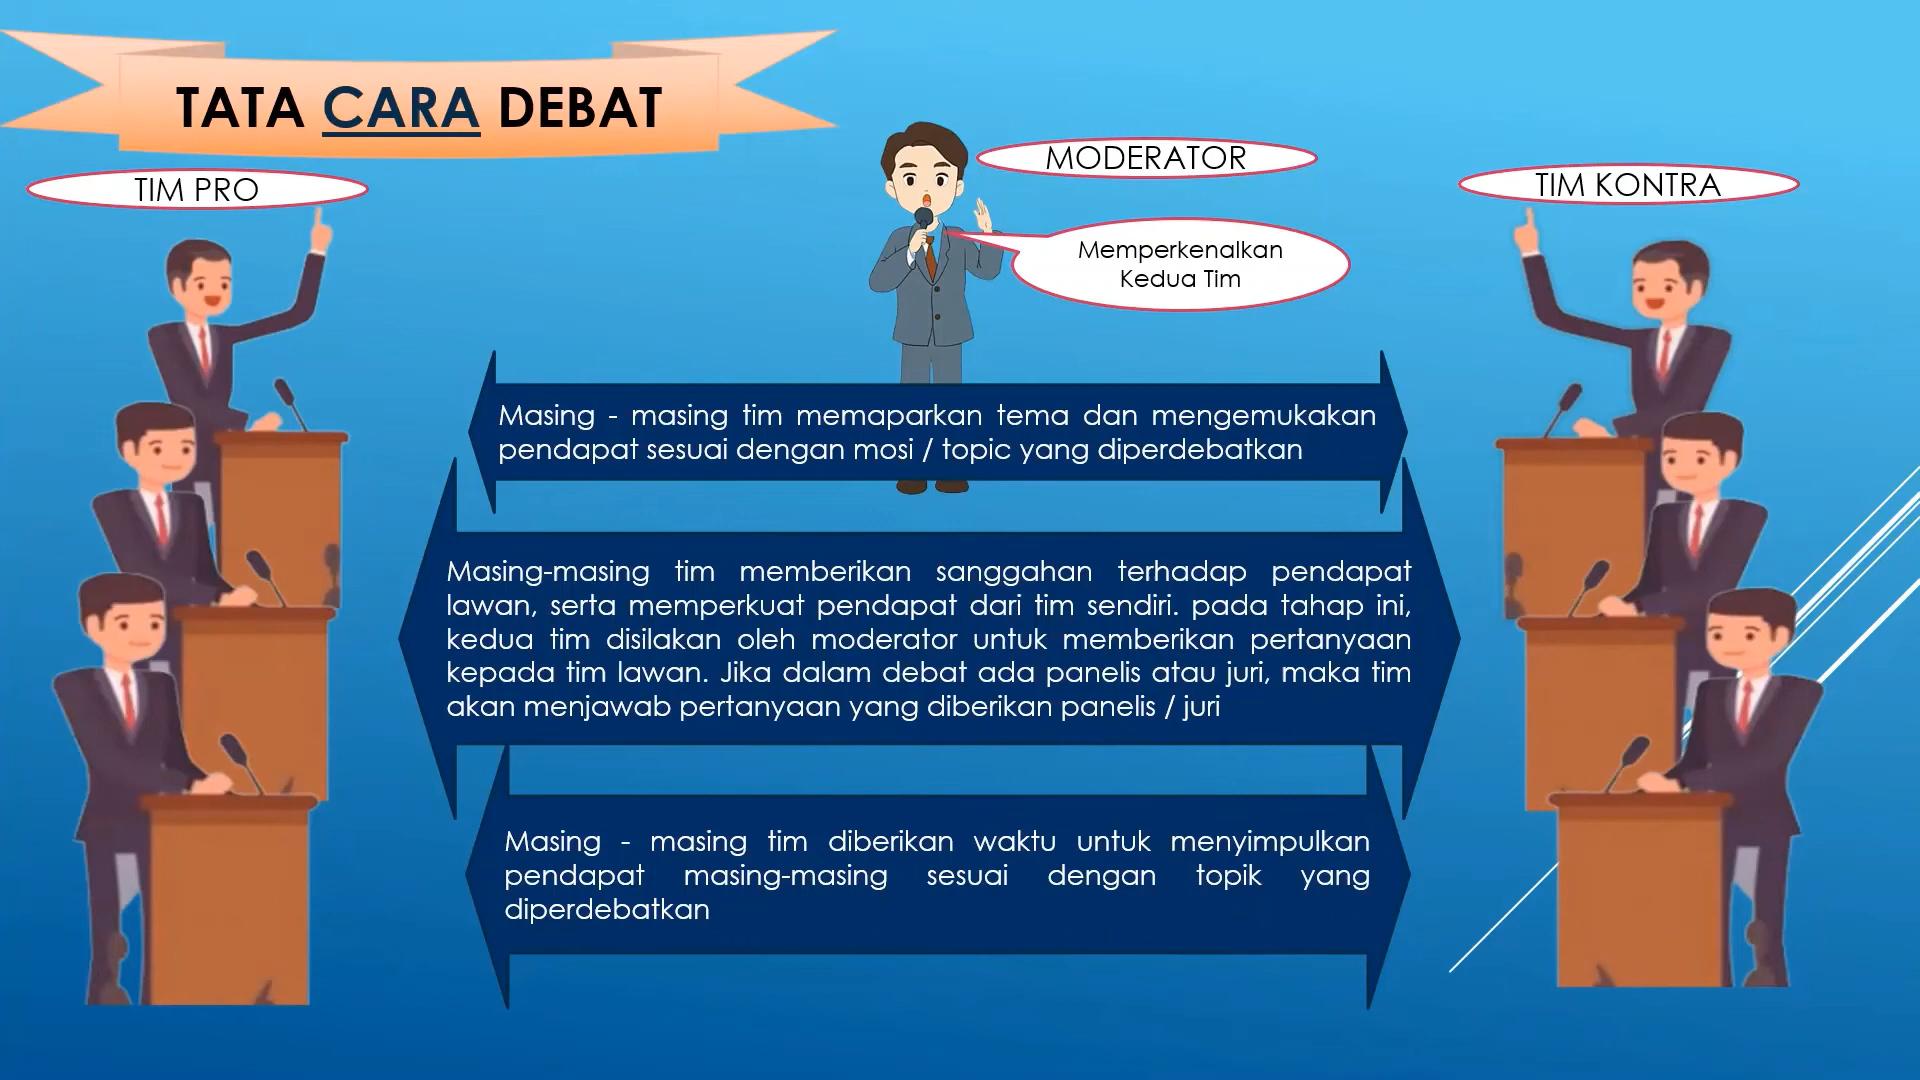 TATA CARA DEBAT
MODERATOR
TIM PRO
TIM KONTRA
Memperkenalkan
Kedua Tim
Masing - masing tim memaparkan tema dan mengemukakan
pendapat sesuai dengan mosi / topic yang diperdebatkan
Masing-masing tim memberikan sanggahan terhadap pendapat
lawan, serta memperkuat pendapat dari tim sendiri. pada tahap ini,
kedua tim disilakan oleh moderator untuk memberikan pertanyaan
kepada tim lawan. Jika dalam debat ada panelis atau juri, maka tim
akan menjawab pertanyaan yang diberikan panelis / juri
Masing - masing tim diberikan waktu untuk menyimpulkan
pendapat masing-masing sesuai dengan topik yang
diperdebatkan